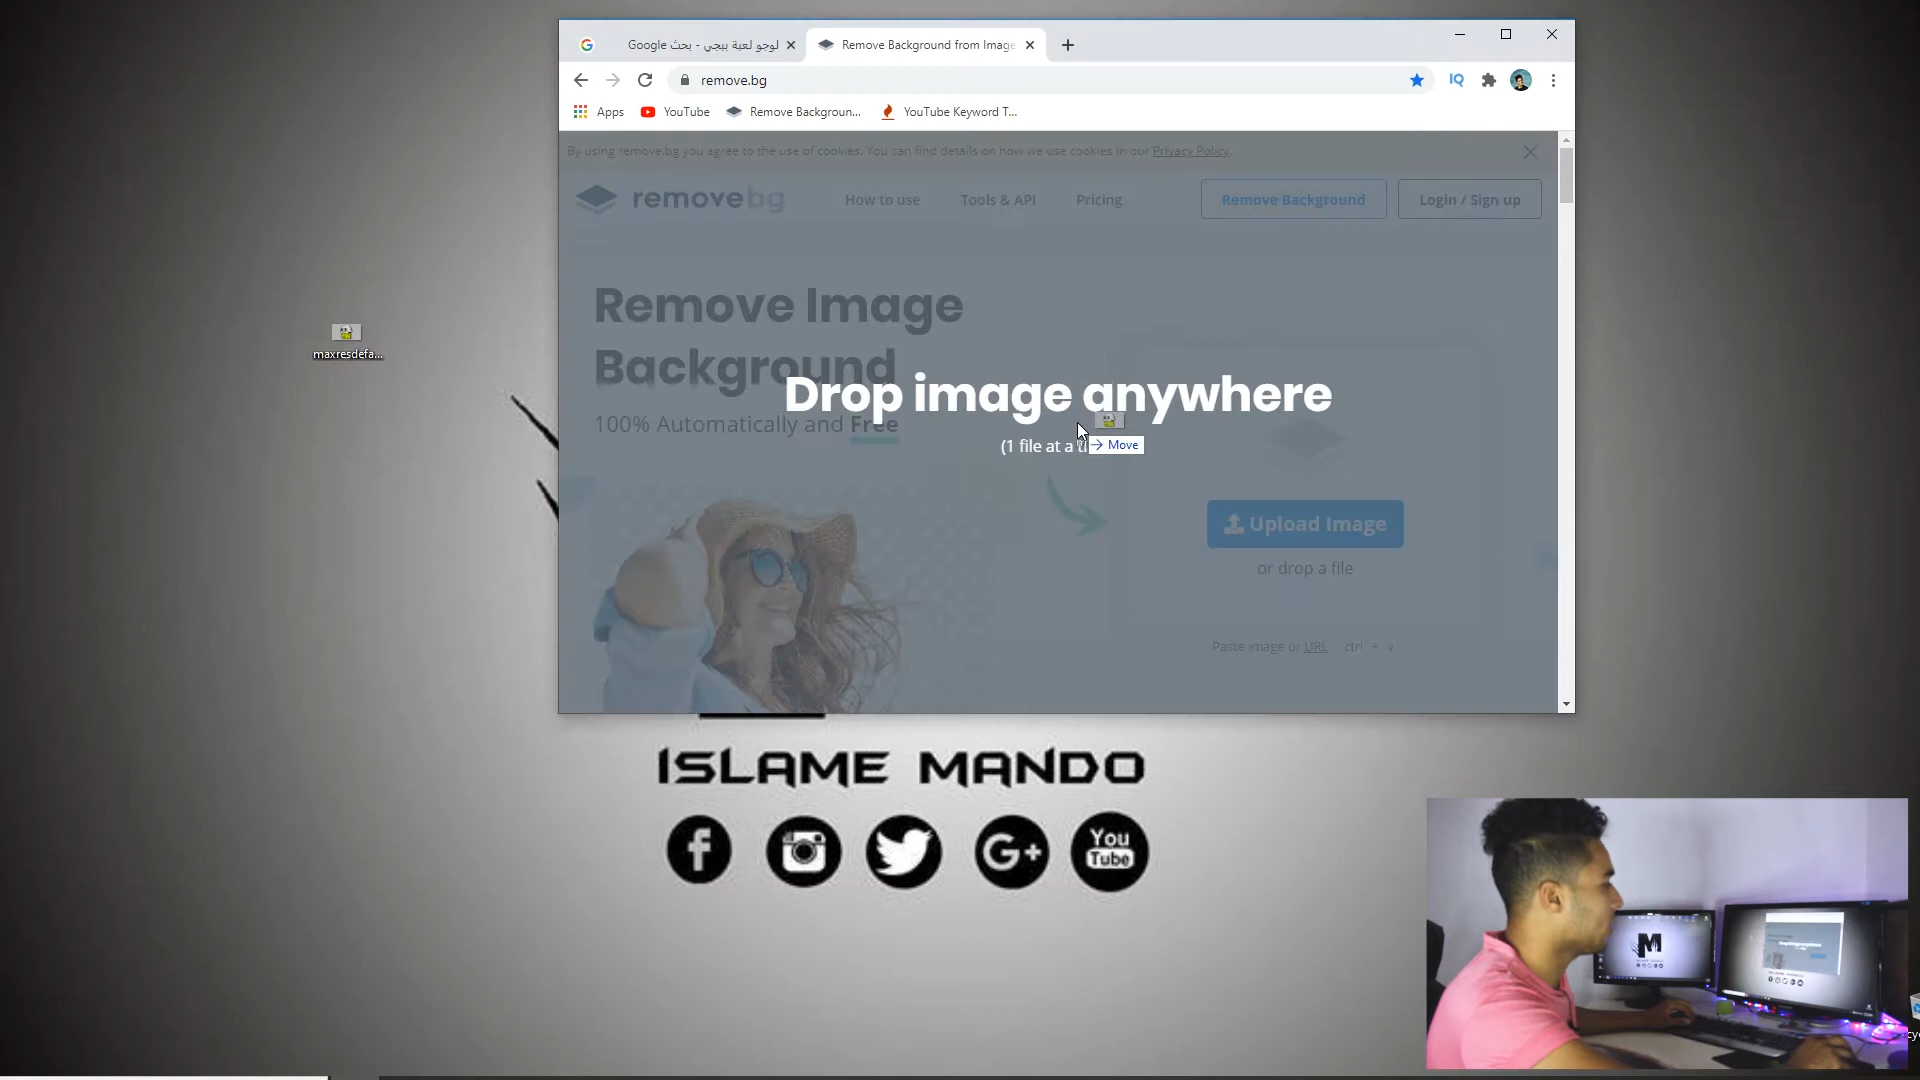 لوجو لعبة ببجي - بحث Google
Remove Background from Image
remove.bg
IQ
Apps
YouTube
Remove Backgroun...
YouTube Keyword T...
By using remove.bg you agree to the use of cookies. You can find details on how we use cookies in our Privacy Policy.
removebg
How to use
Tools & API
Pricing
Remove Background
Login / Sign up
Remove Image
Background
100% Automatically and Free
Drop image anywhere
(1 file at a
Move
Upload Image
or drop a file
Paste image or URL ctrl + v
maxresdefa...
ISLAME MANDO
f
G+
You
Tube
M